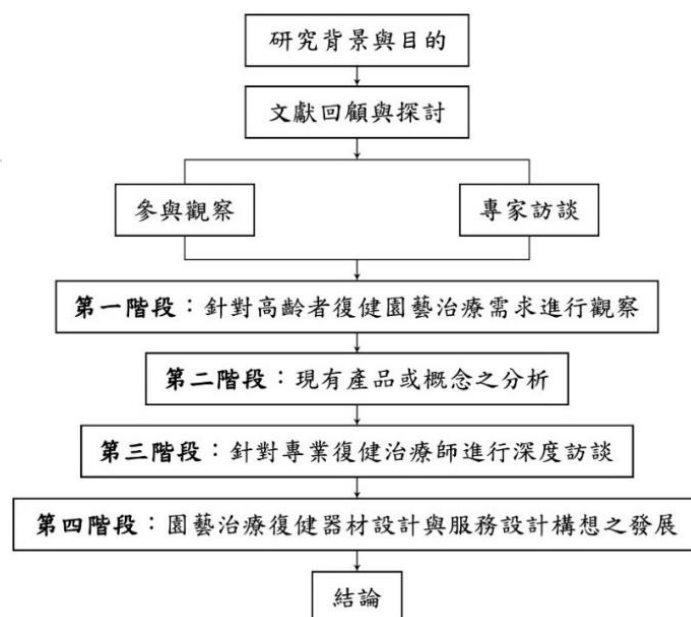 研究背景與目的
文獻回顧與探討
參與觀察
專家訪談
第一階段：針對高齡者復健園藝治療需求進行觀察
第二階段：現有產品或概念之分析
第三階段：針對專業復健治療師進行深度訪談
第四階段：園藝治療復健器材設計與服務設計構想之發展
結論